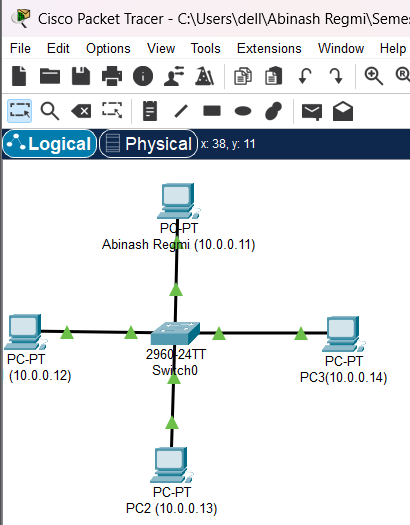 Cisco Packet Tracer - C:\Users\dell\Abinash Regmi\Semes
File Edit Options View Tools Extensions Window Help
Logical Physical x: 38, y: 11
PC-PT
Abinash Regmi (10.0.0.11)
PC-PT
(10.0.0.12)
2960-24TT
Switch0
PC-PT
PC3(10.0.0.14)
PC-PT
PC2 (10.0.0.13)